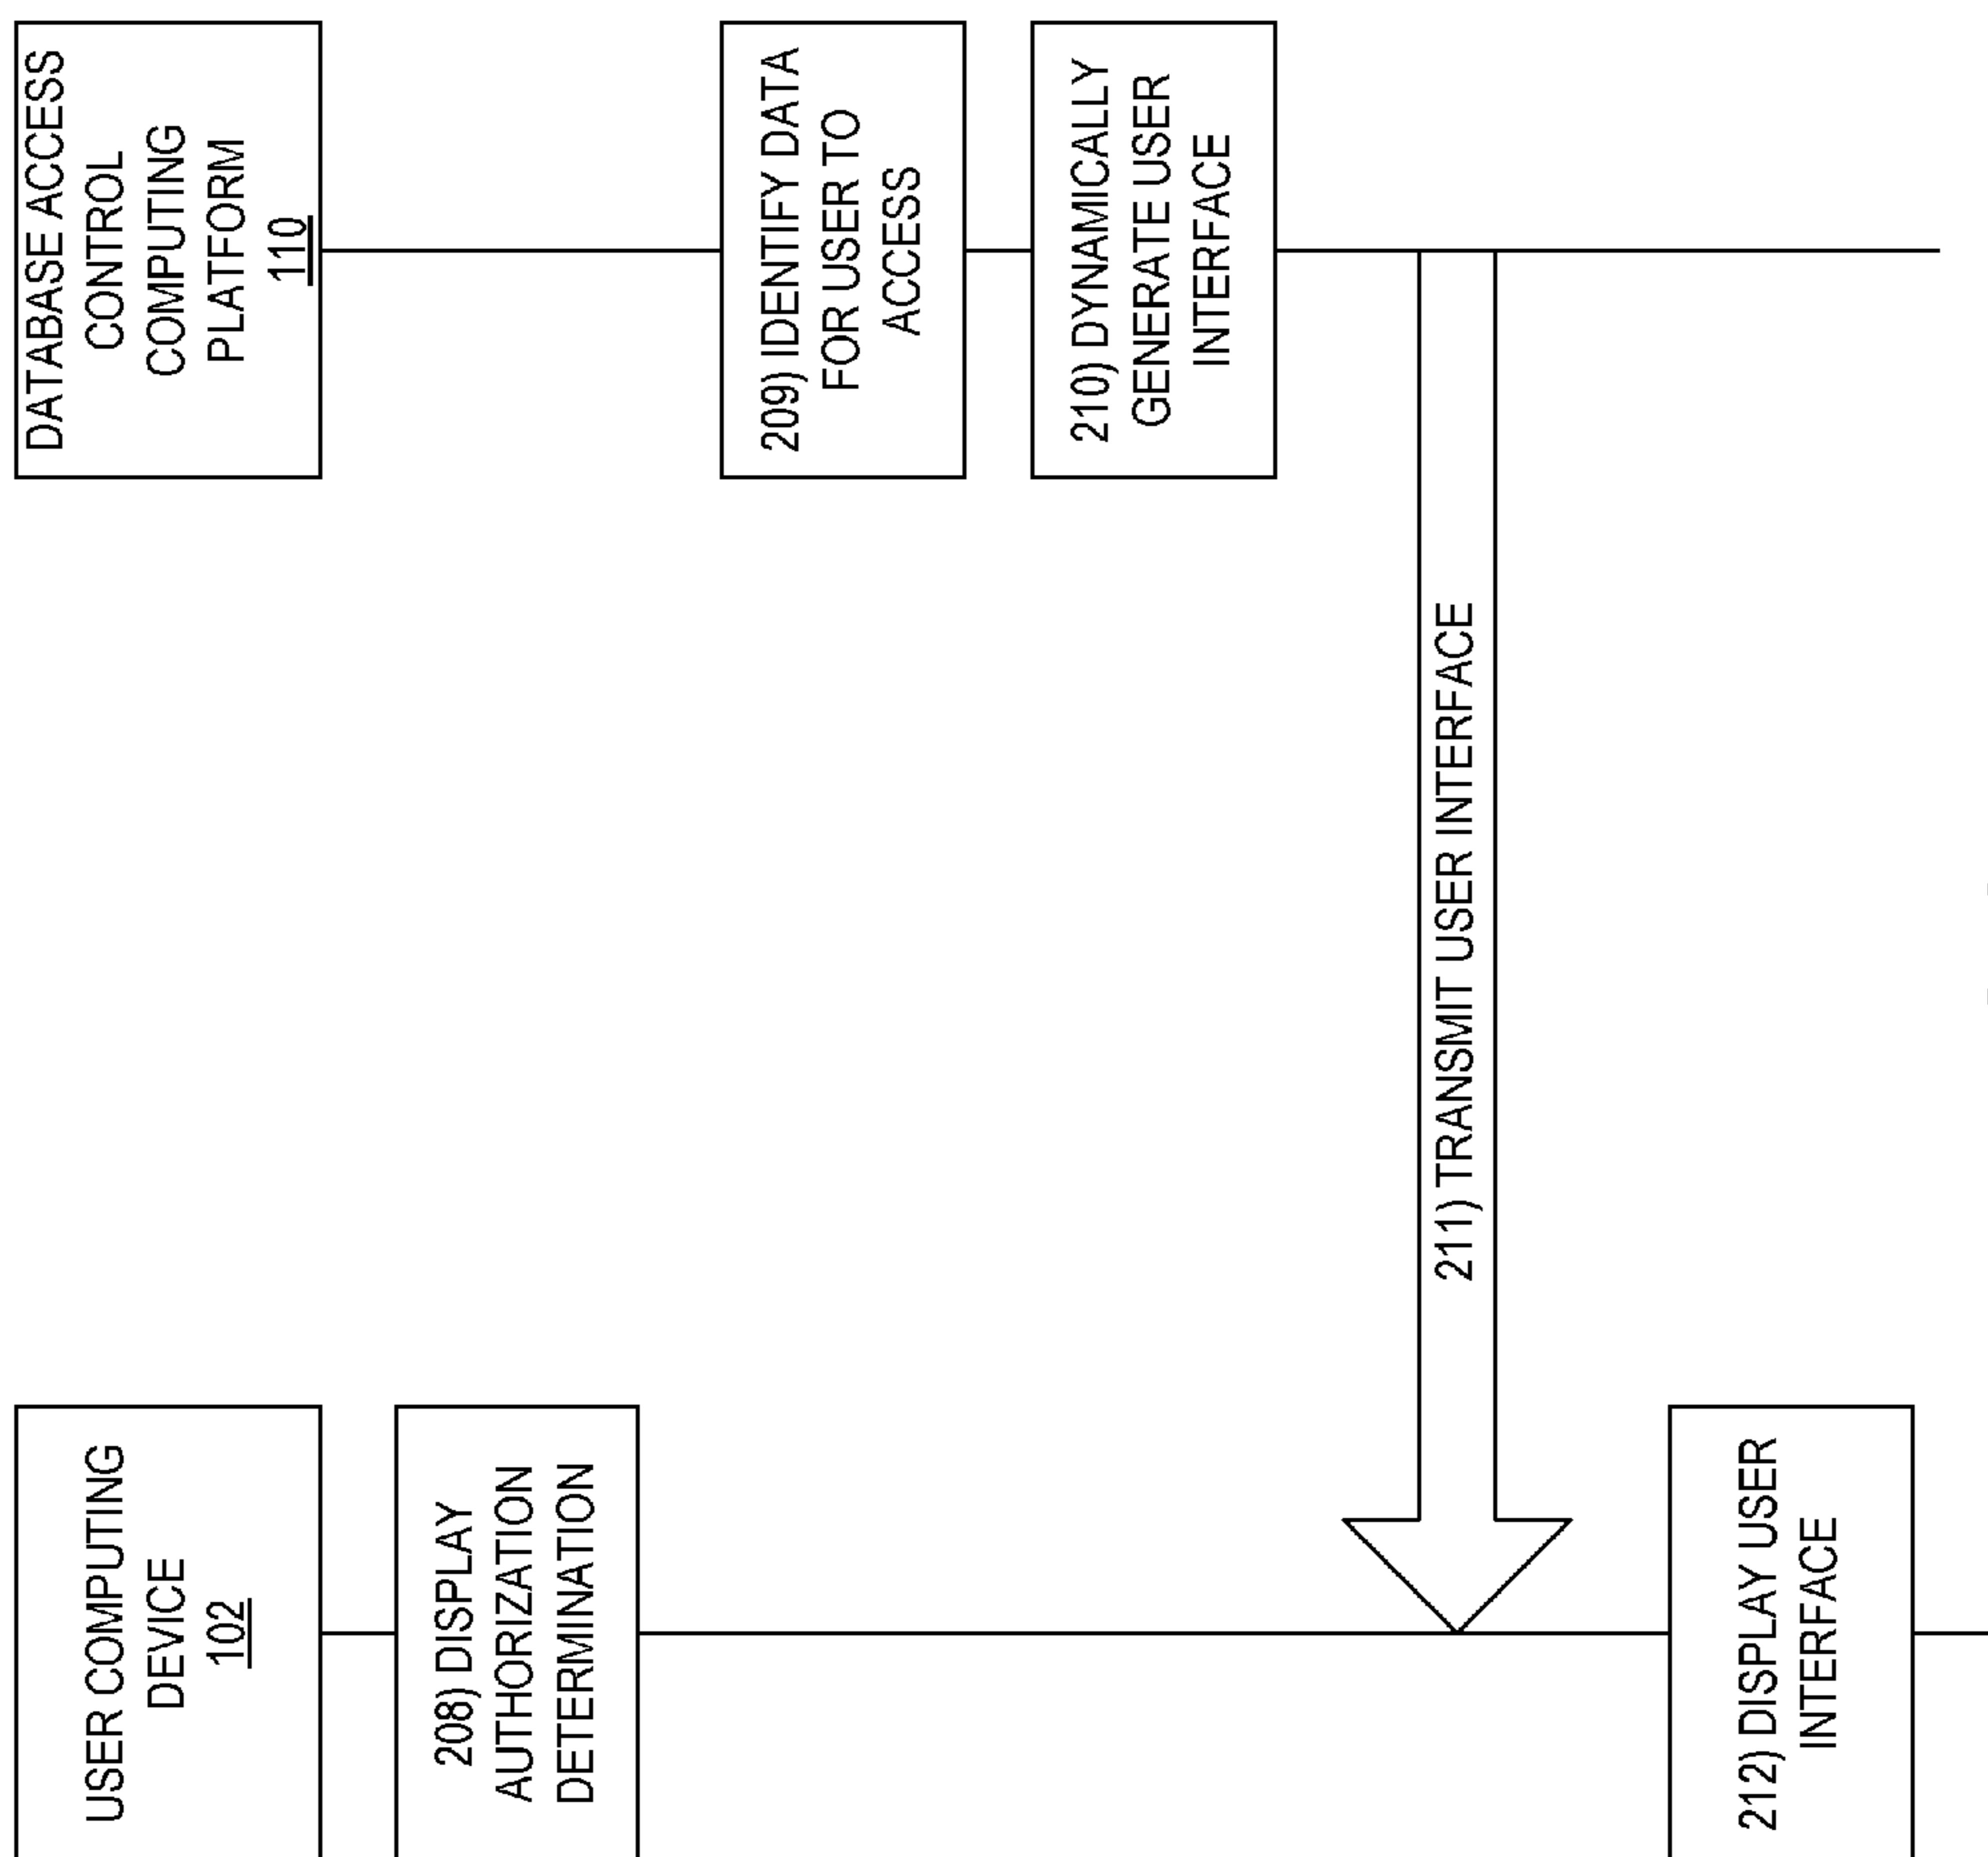 USER COMPUTING
DEVICE
102
DATABASE ACCESS
CONTROL
COMPUTING
PLATFORM
110
208) DISPLAY
AUTHORIZATION
DETERMINATION
209) IDENTIFY DATA
FOR USER TO
ACCESS
210) DYNAMICALLY
GENERATE USER
INTERFACE
211) TRANSMIT USER INTERFACE
212) DISPLAY USER
INTERFACE